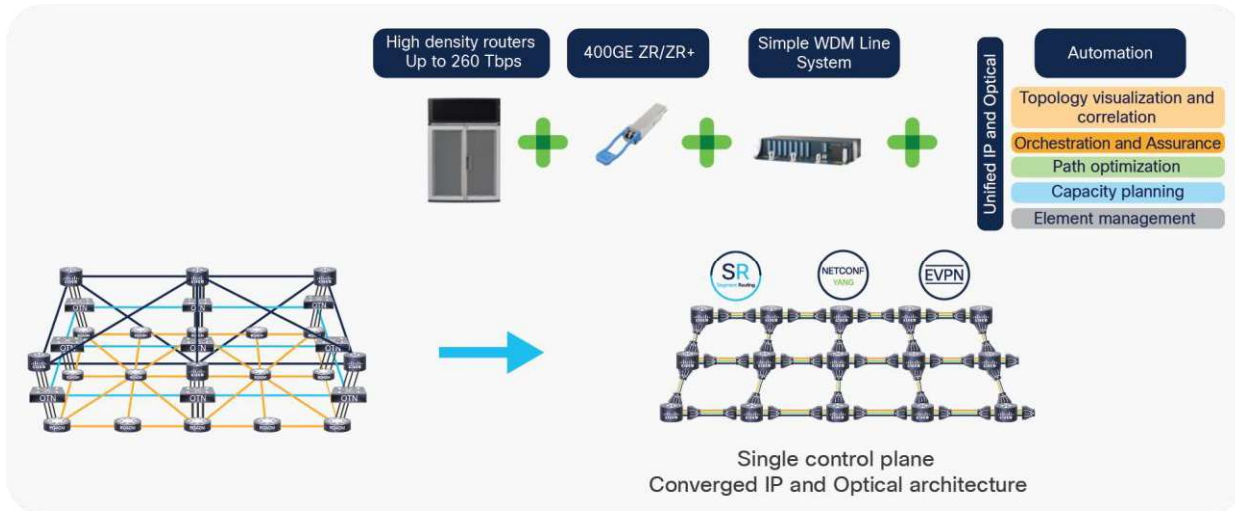 High density routers
Up to 260 Tbps
400GE ZR/ZR+
Simple WDM Line
System
Unified IP and Optical
Automation
Topology visualization and
correlation
Orchestration and Assurance
Path optimization
Capacity planning
Element management
SR
Segment Routing
NETCONF
YANG
EVPN
OTN
OTN
OTN
OTN
OTN
OTN
OTN
OTN
Single control plane
Converged IP and Optical architecture